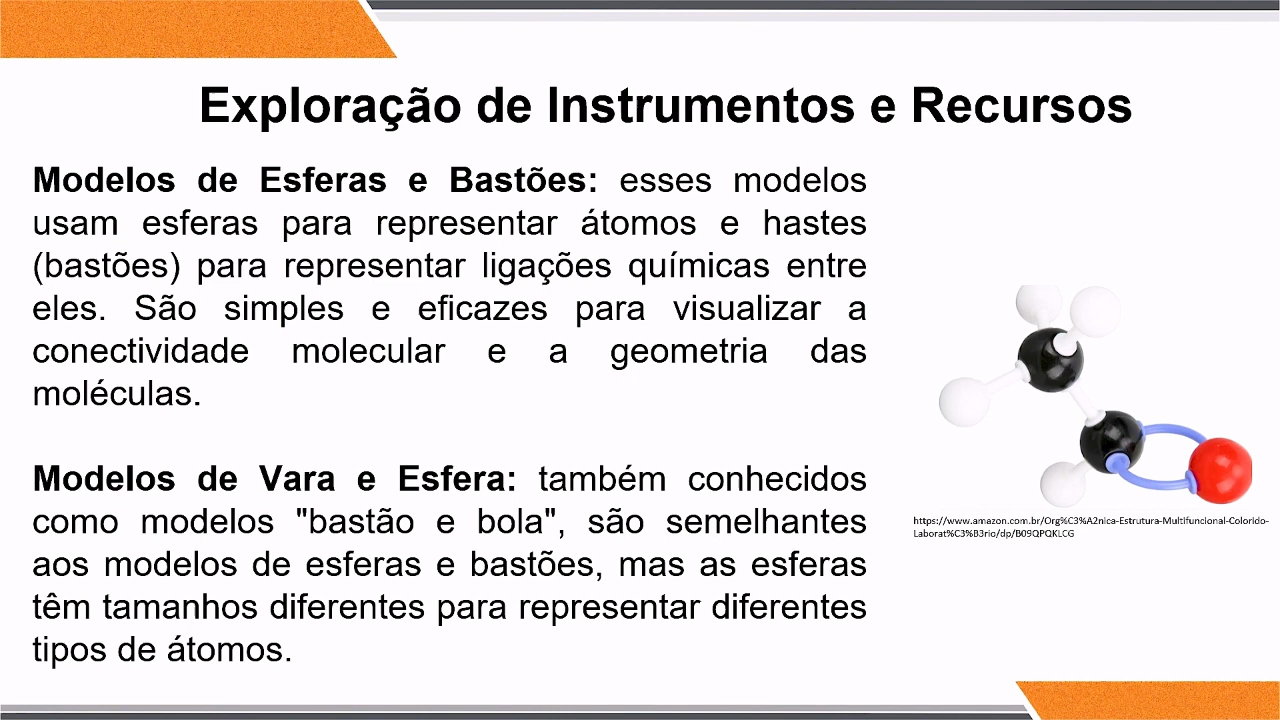 Exploração de Instrumentos e Recursos
Modelos de Esferas e Bastões: esses modelos
usam esferas para representar átomos e hastes
(bastões) para representar ligações químicas entre
eles. São simples e eficazes para visualizar a
conectividade molecular e a geometria das
moléculas.
Modelos de Vara e Esfera: também conhecidos
como modelos "bastão e bola", são semelhantes
aos modelos de esferas e bastões, mas as esferas
têm tamanhos diferentes para representar diferentes
tipos de átomos.
https://www.amazon.com.br/Org%C3%A2nica-Estrutura-Multifuncional-Colorido-
Laborat%C3%B3rio/dp/B09QPQKLCG